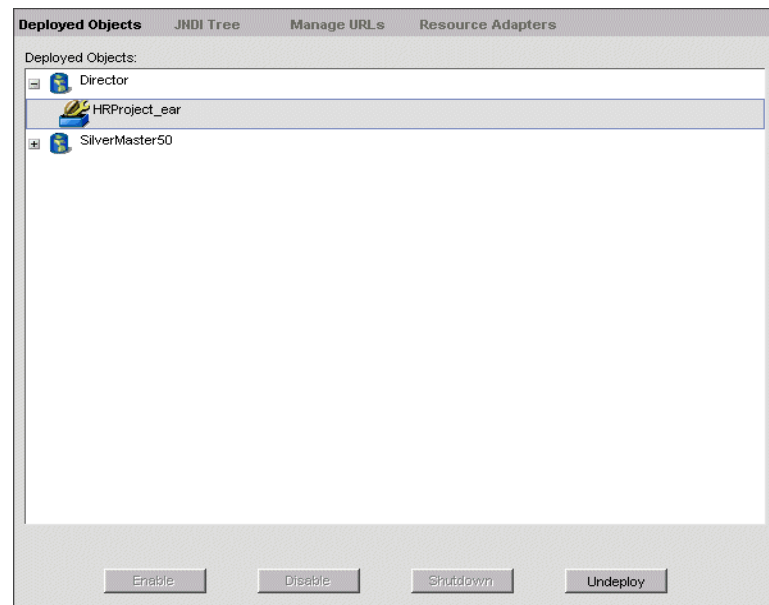 Deployed Objects JNDI Tree Manage URLs Resource Adapters
Deployed Objects:
Director
HRProject_ear
SilverMaster50
Enable Disable Shutdown Undeploy